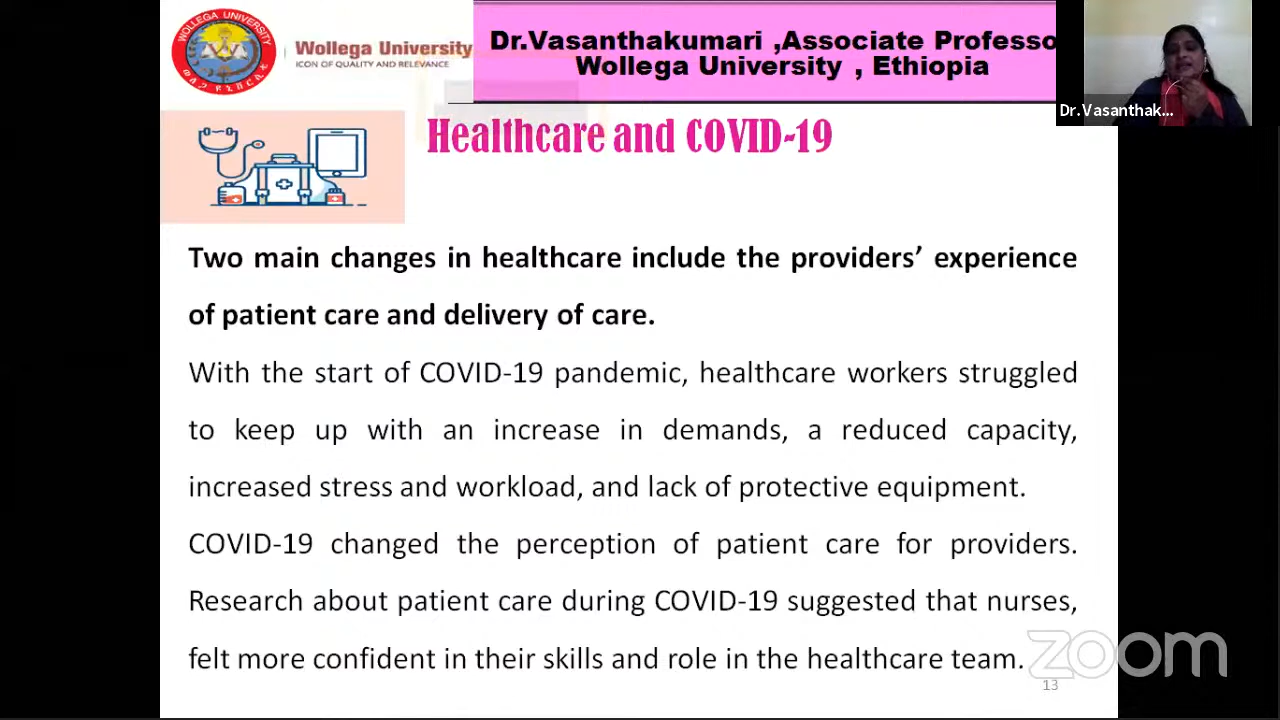 WOLLEGA UNIVERSITY
ወለጋ ዩኒቨርሲቲ
Wollega University
ICON OF QUALITY AND RELEVANCE
Dr.Vasanthakumari ,Associate Professo
Wollega University , Ethiopia
Dr.Vasanthak...
Healthcare and COVID-19
Two main changes in healthcare include the providers’ experience
of patient care and delivery of care.
With the start of COVID-19 pandemic, healthcare workers struggled
to keep up with an increase in demands, a reduced capacity,
increased stress and workload, and lack of protective equipment.
COVID-19 changed the perception of patient care for providers.
Research about patient care during COVID-19 suggested that nurses,
felt more confident in their skills and role in the healthcare team.
zoom
13